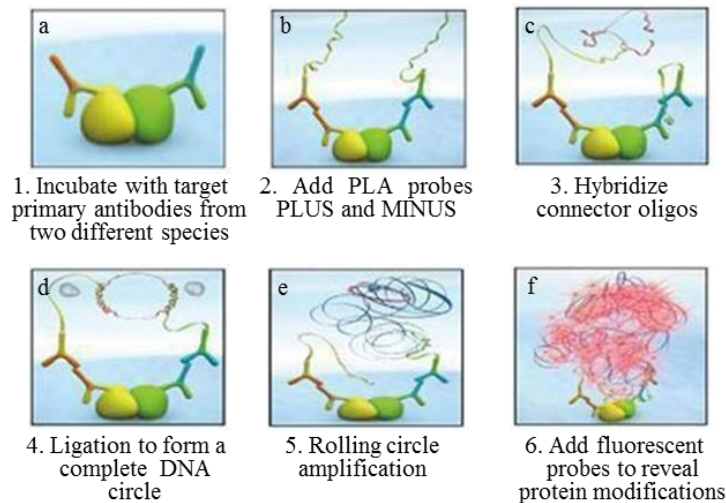 a
b
c
1. Incubate with target
primary antibodies from
two different species
2. Add PLA probes
PLUS and MINUS
3. Hybridize
connector oligos
d
e
f
4. Ligation to form a
complete DNA
circle
5. Rolling circle
amplification
6. Add fluorescent
probes to reveal
protein modifications